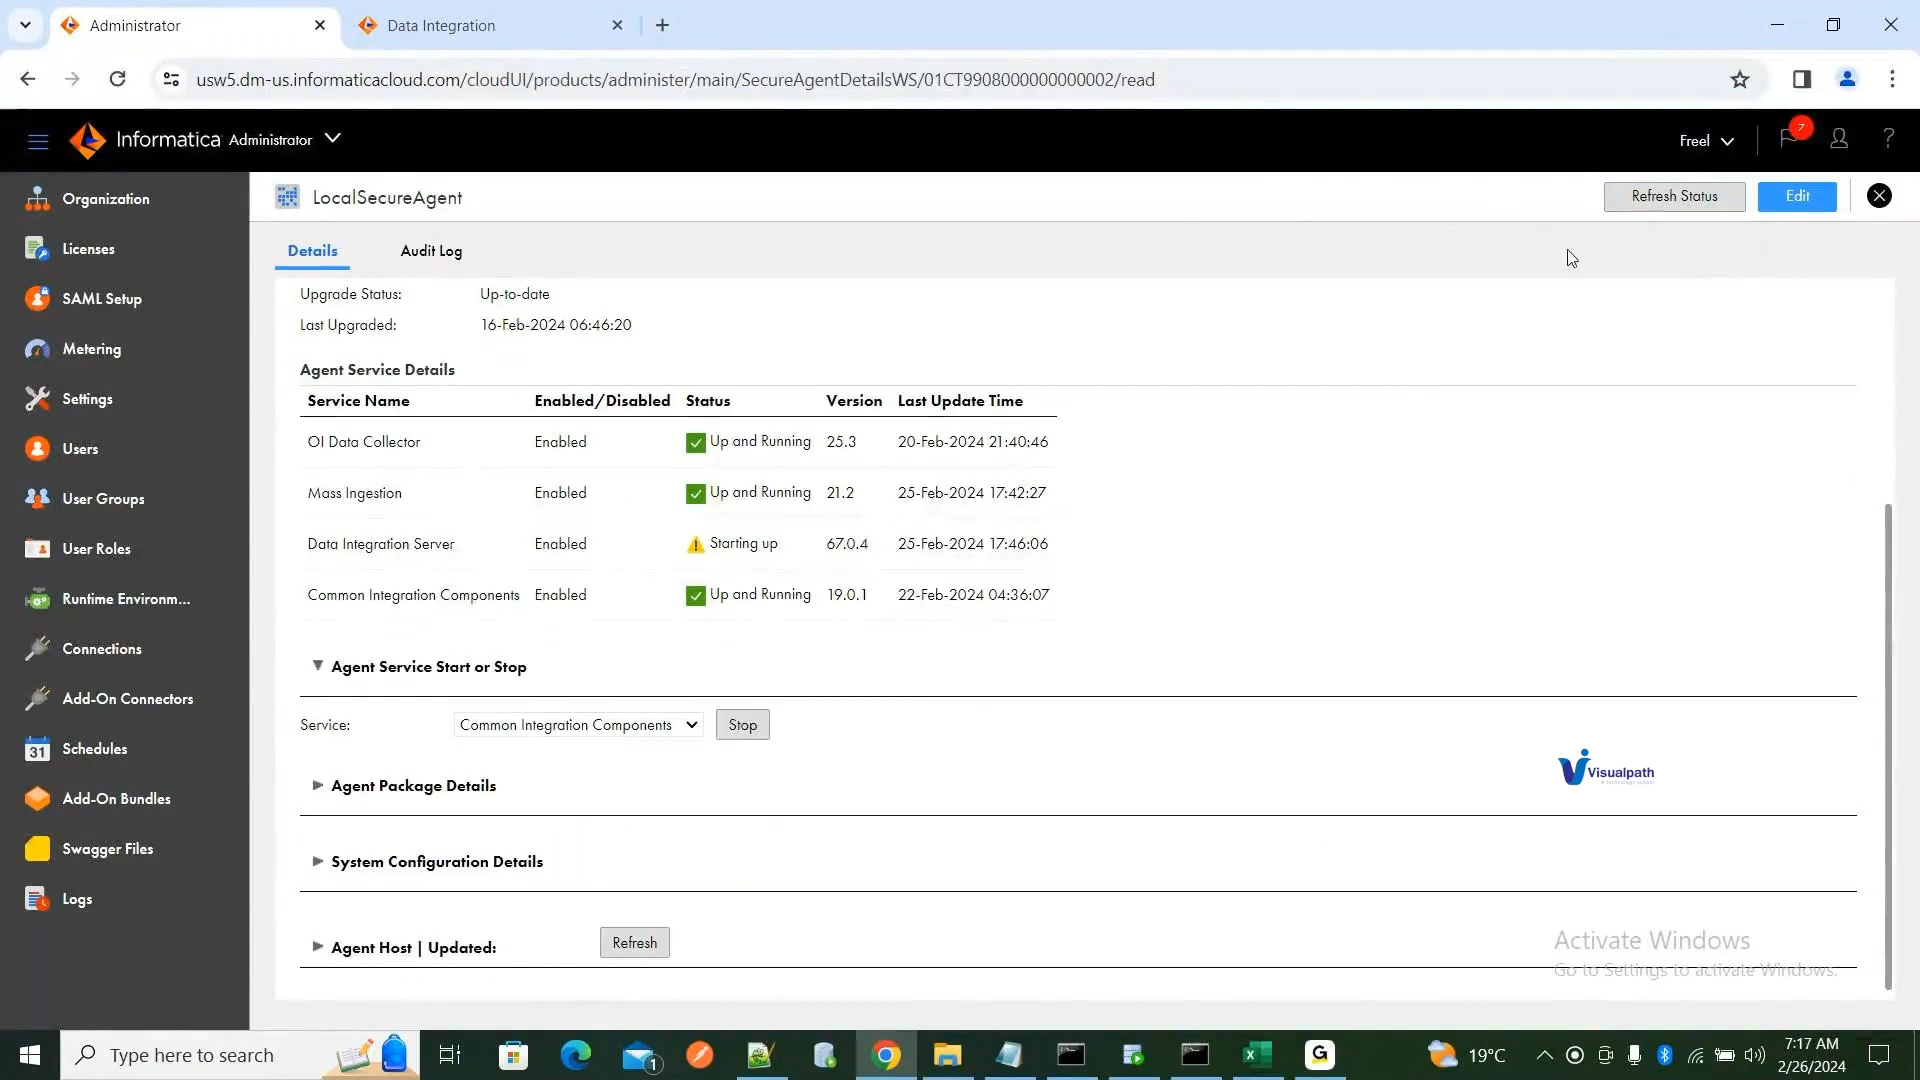 Administrator
Data Integration
usw5.dm-us.informaticacloud.com/cloudUI/products/administer/main/SecureAgentDetailsWS/01CT9908000000000002/read
Informatica Administrator
Freel
7
?
Organization
Licenses
SAML Setup
Metering
Settings
Users
User Groups
User Roles
Runtime Environm...
Connections
Add-On Connectors
31 Schedules
Add-On Bundles
Swagger Files
Logs
LocalSecureAgent
Refresh Status
Edit
Details
Audit Log
Upgrade Status: Up-to-date
Last Upgraded: 16-Feb-2024 06:46:20
Agent Service Details
Service Name Enabled/Disabled Status Version Last Update Time
OI Data Collector Enabled Up and Running 25.3 20-Feb-2024 21:40:46
Mass Ingestion Enabled Up and Running 21.2 25-Feb-2024 17:42:27
Data Integration Server Enabled Starting up 67.0.4 25-Feb-2024 17:46:06
Common Integration Components Enabled Up and Running 19.0.1 22-Feb-2024 04:36:07
Agent Service Start or Stop
Service: Common Integration Components Stop
Agent Package Details
Visualpath
System Configuration Details
Agent Host | Updated: Refresh
Activate Windows
Go to Settings to activate Windows.
Type here to search
1
G
19°C
7:17 AM
2/26/2024